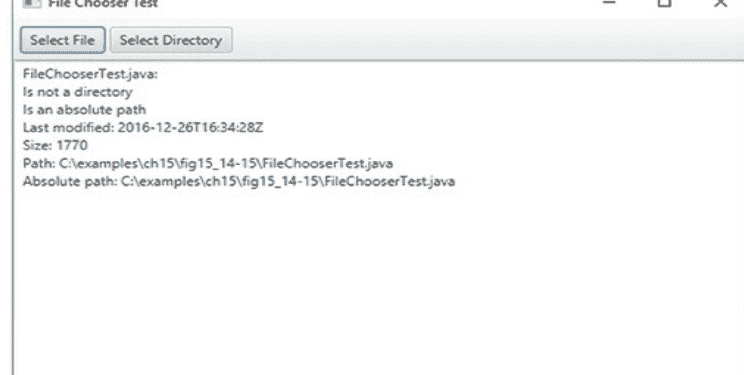 File Chooser Test
Select File Select Directory
FileChooserTest.java:
Is not a directory
Is an absolute path
Last modified: 2016-12-26T16:34:28Z
Size: 1770
Path: C:\examples\ch15\fig15_14-15\FileChooserTest.java
Absolute path: C:\examples\ch15\fig15_14-15\FileChooserTest.java